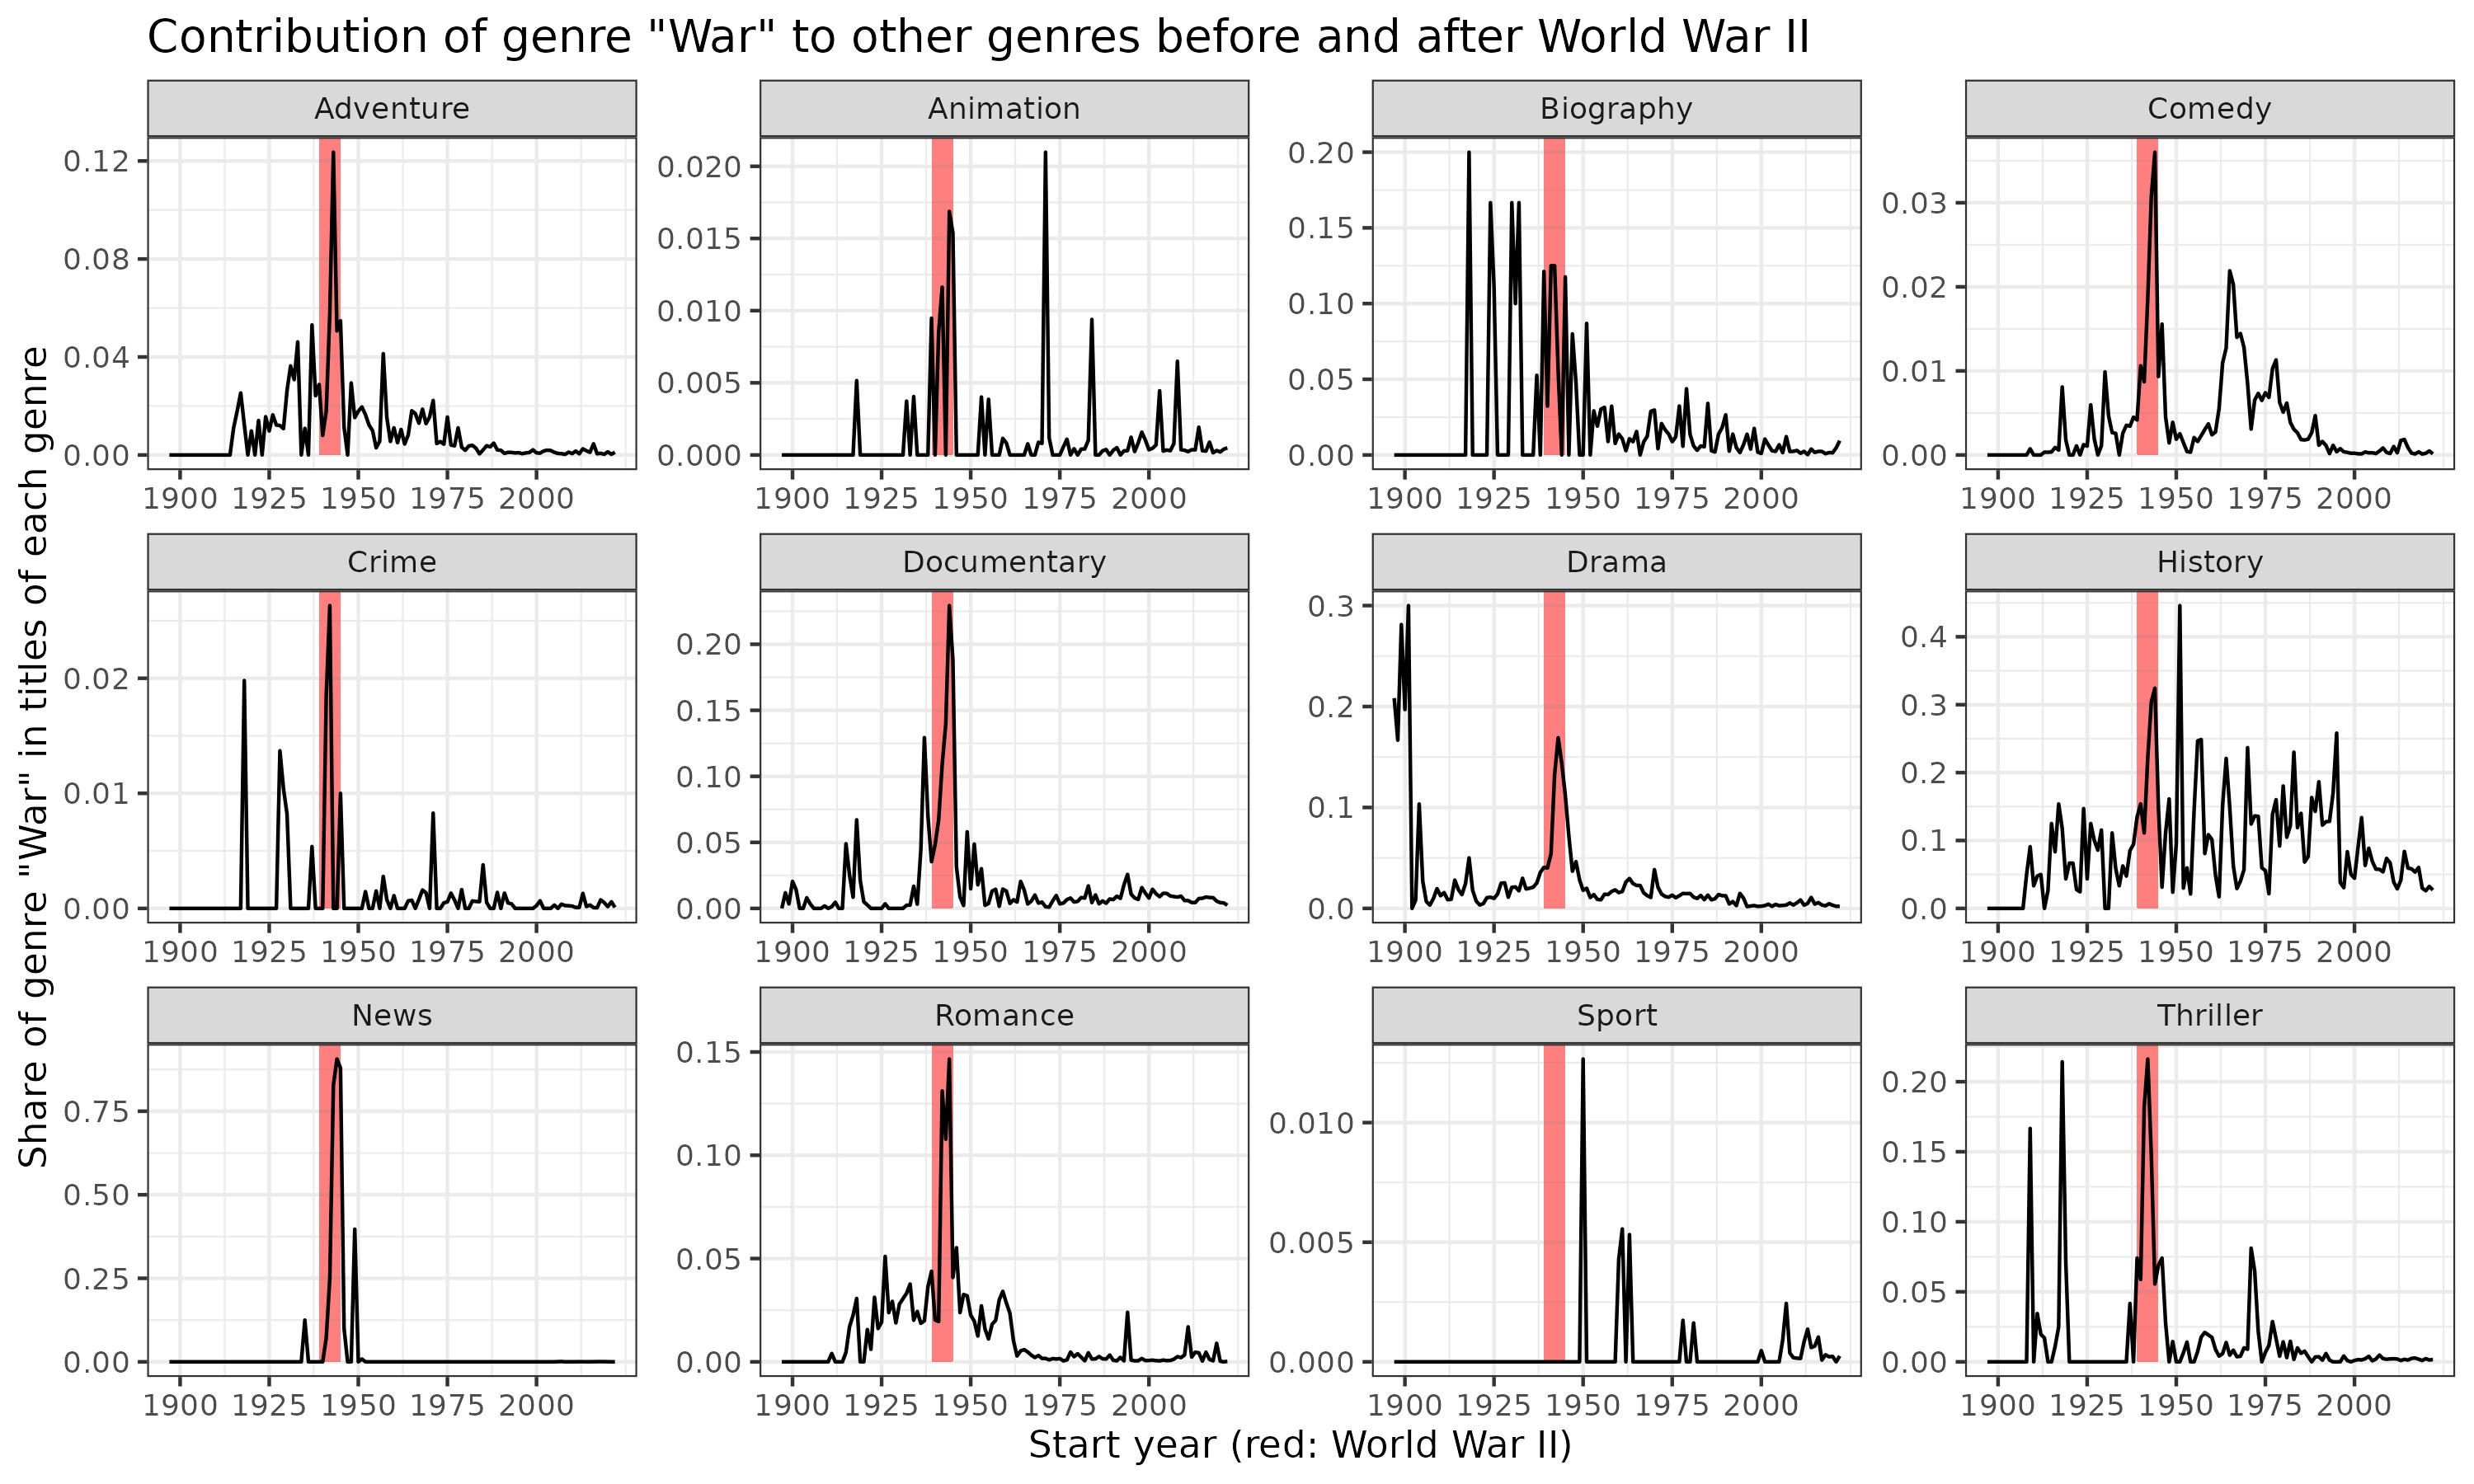 Contribution of genre "War" to other genres before and after World War II
Share of genre "War" in titles of each genre
Adventure
0.12
0.08
0.04
0.00
1900 1925 1950 1975 2000
Animation
0.020
0.015
0.010
0.005
0.000
1900 1925 1950 1975 2000
Biography
0.20
0.15
0.10
0.05
0.00
1900 1925 1950 1975 2000
Comedy
0.03
0.02
0.01
0.00
1900 1925 1950 1975 2000
Crime
0.02
0.01
0.00
1900 1925 1950 1975 2000
Documentary
0.20
0.15
0.10
0.05
0.00
1900 1925 1950 1975 2000
Drama
0.3
0.2
0.1
0.0
1900 1925 1950 1975 2000
History
0.4
0.3
0.2
0.1
0.0
1900 1925 1950 1975 2000
News
0.75
0.50
0.25
0.00
1900 1925 1950 1975 2000
Romance
0.15
0.10
0.05
0.00
1900 1925 1950 1975 2000
Sport
0.010
0.005
0.000
1900 1925 1950 1975 2000
Thriller
0.20
0.15
0.10
0.05
0.00
1900 1925 1950 1975 2000
Start year (red: World War II)